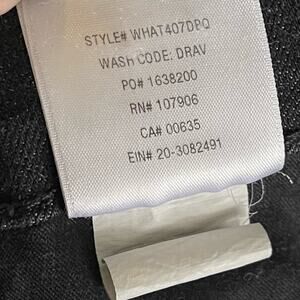 STYLE# WHAT407DPQ
WASH CODE: DRAV
PO# 1638200
RN# 107906
CA# 00635
EIN# 20-3082491